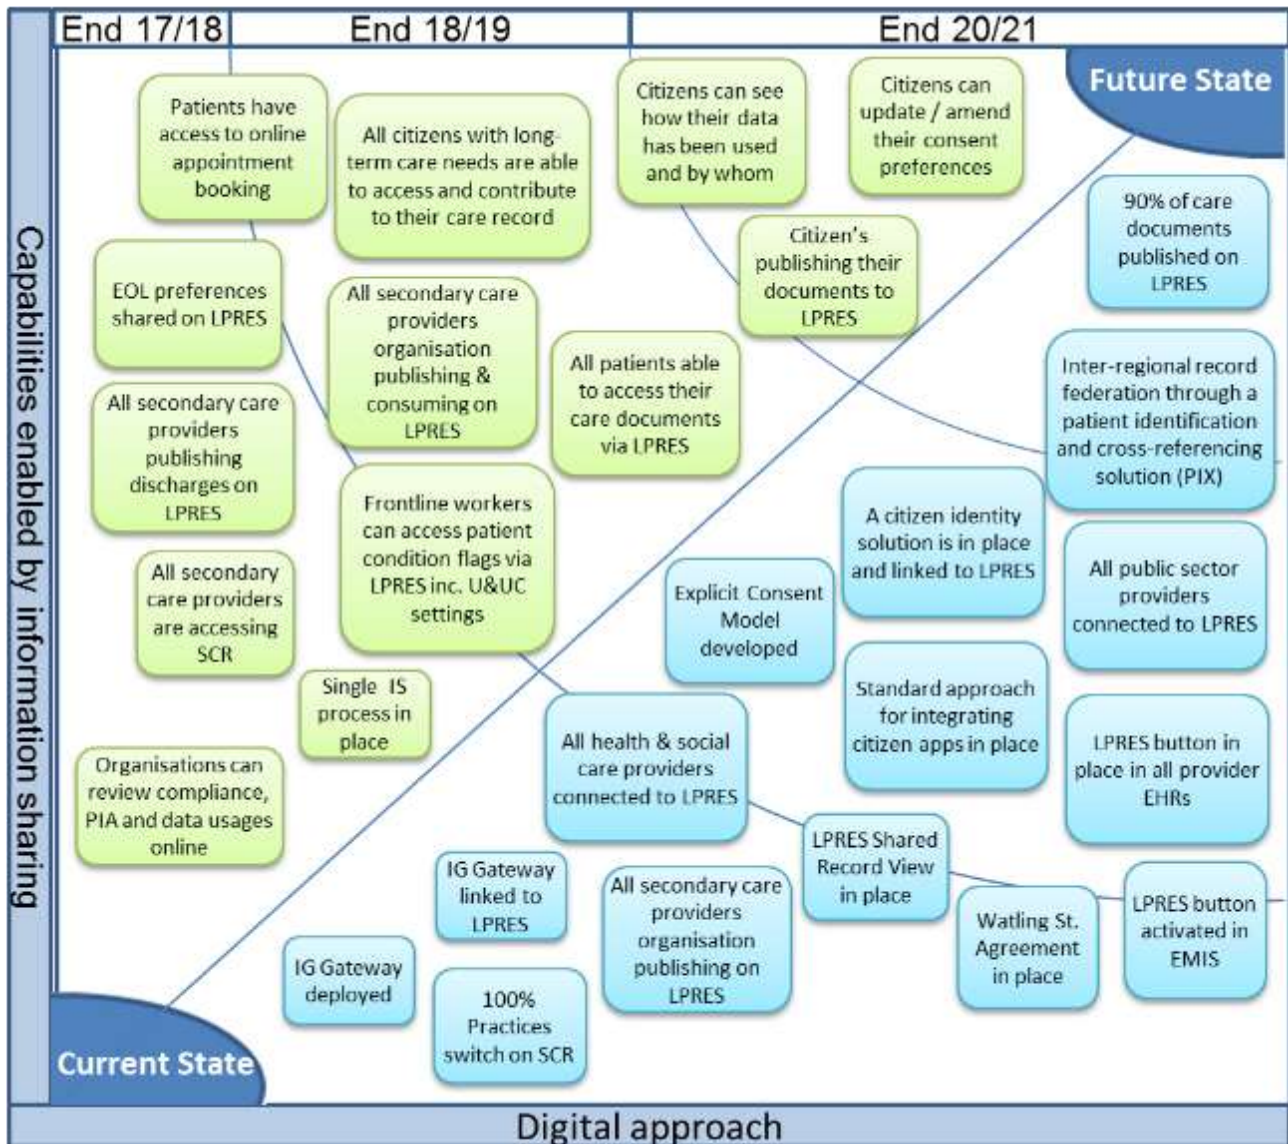 End 17/18
End 18/19
End 20/21
Future State
Patients have
access to online
appointment
booking
All citizens with long-
term care needs are able
to access and contribute
to their care record
Citizens can see
how their data
has been used
and by whom
Citizens can
update / amend
their consent
preferences
90% of care
documents
published on
LPRES
Citizen's
publishing their
documents to
LPRES
EOL preferences
shared on LPRES
All secondary care
providers
organisation
publishing &
consuming on
LPRES
All patients able
to access their
care documents
via LPRES
Inter-regional record
federation through a
patient identification
and cross-referencing
solution (PIX)
All secondary care
providers
publishing
discharges on
LPRES
Frontline workers
can access patient
condition flags via
LPRES inc. U&UC
settings
A citizen identity
solution is in place
and linked to LPRES
All public sector
providers
connected to LPRES
All secondary
care providers
are accessing
SCR
Explicit Consent
Model
developed
Single IS
process in
place
Standard approach
for integrating
citizen apps in place
LPRES button in
place in all provider
EHRs
All health & social
care providers
connected to LPRES
Organisations can
review compliance,
PIA and data usages
online
LPRES Shared
Record View
in place
IG Gateway
linked to
LPRES
All secondary care
providers
organisation
publishing on
LPRES
Watling St.
Agreement
in place
LPRES button
activated in
EMIS
IG Gateway
deployed
100%
Practices
switch on SCR
Current State
Capabilities enabled by information sharing
Digital approach